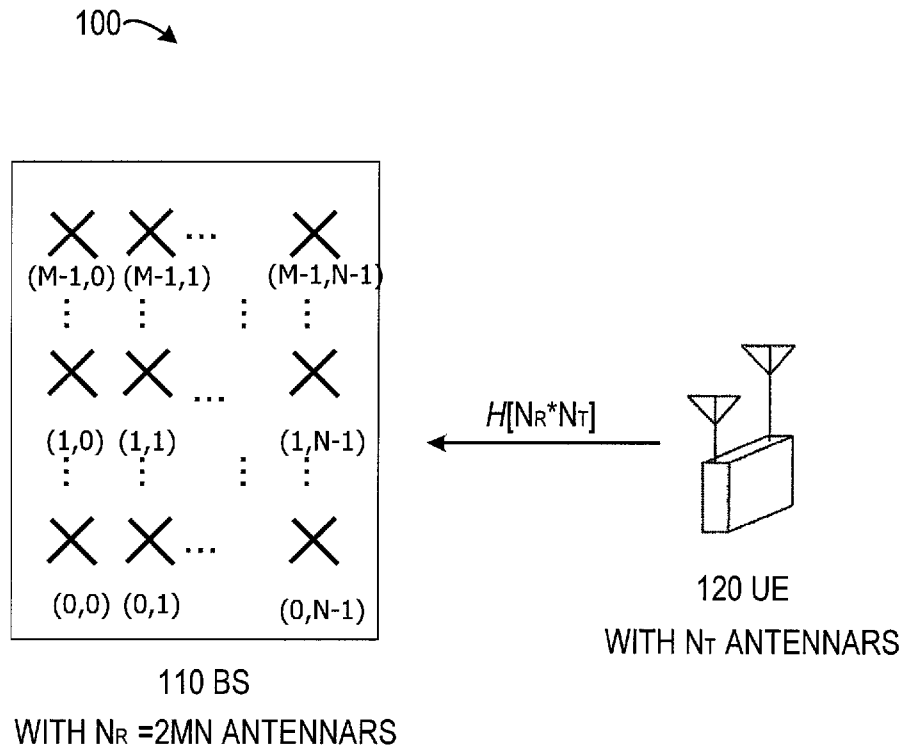 100
(M-1,0) (M-1,1) ... (M-1,N-1)
(1,0) (1,1) ... (1,N-1)
(0,0) (0,1) ... (0,N-1)
110 BS
WITH NR =2MN ANTENNARS
H[NR*NT]
120 UE
WITH NT ANTENNARS